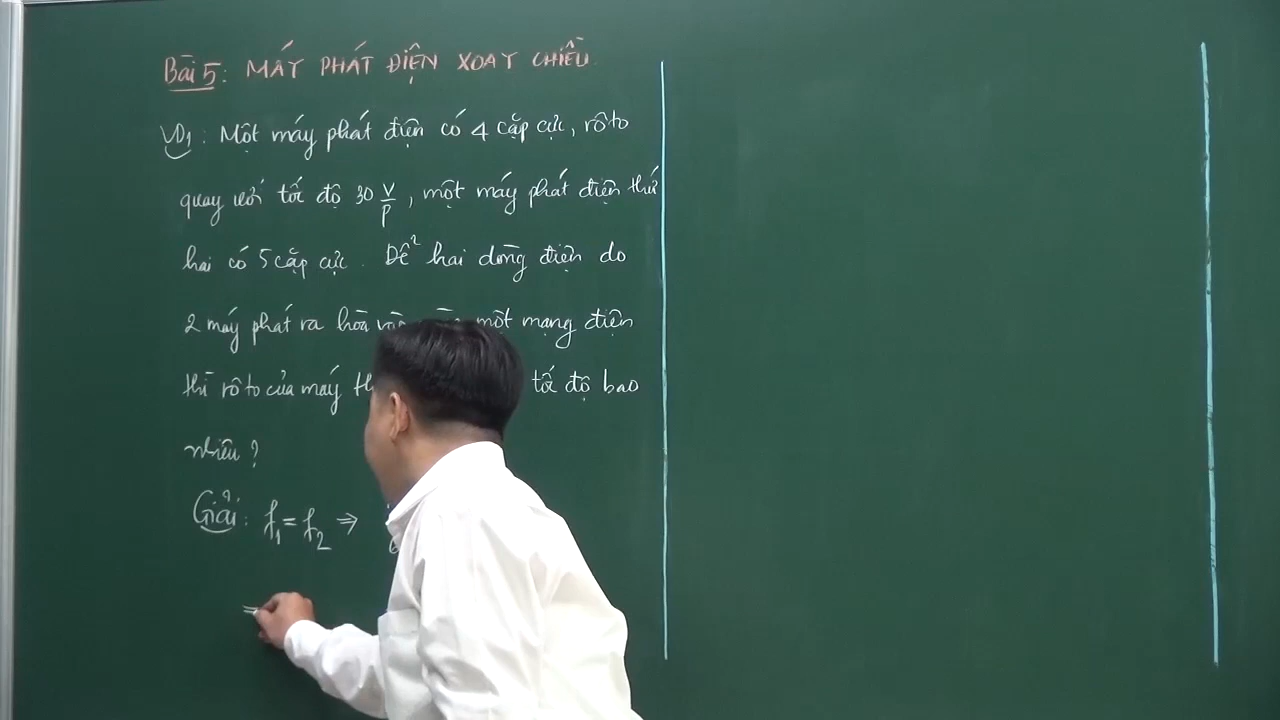 Bài 5: MÁY PHÁT ĐIỆN XOAY CHIỀU
VD1: Một máy phát điện có 4 cặp cực, rôto
quay với tốc độ 30 v/p, một máy phát điện thứ
hai có 5 cặp cực. Để hai dòng điện do
2 máy phát ra hòa một mạng điện
thì rôto của máy tốc độ bao
nhiêu?
Giải: f₁ = f₂ ⇒